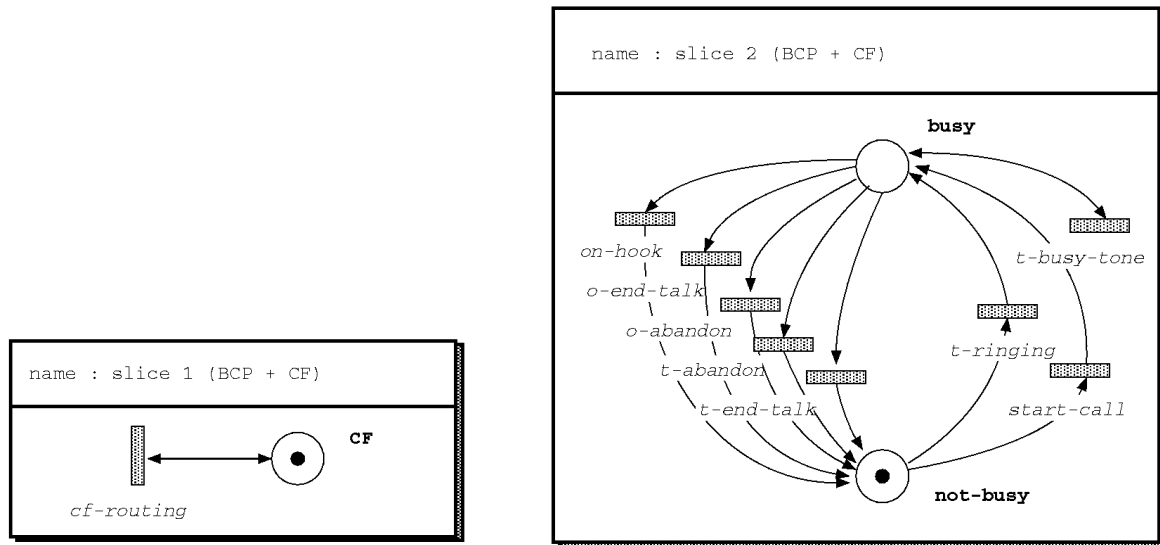 name : slice 2 (BCP + CF)
busy
on-hook
t-busy-tone
o-end-talk
o-abandon
t-ringing
t-abandon
name : slice 1 (BCP + CF)
t-end-talk
start-call
CF
not-busy
cf-routing